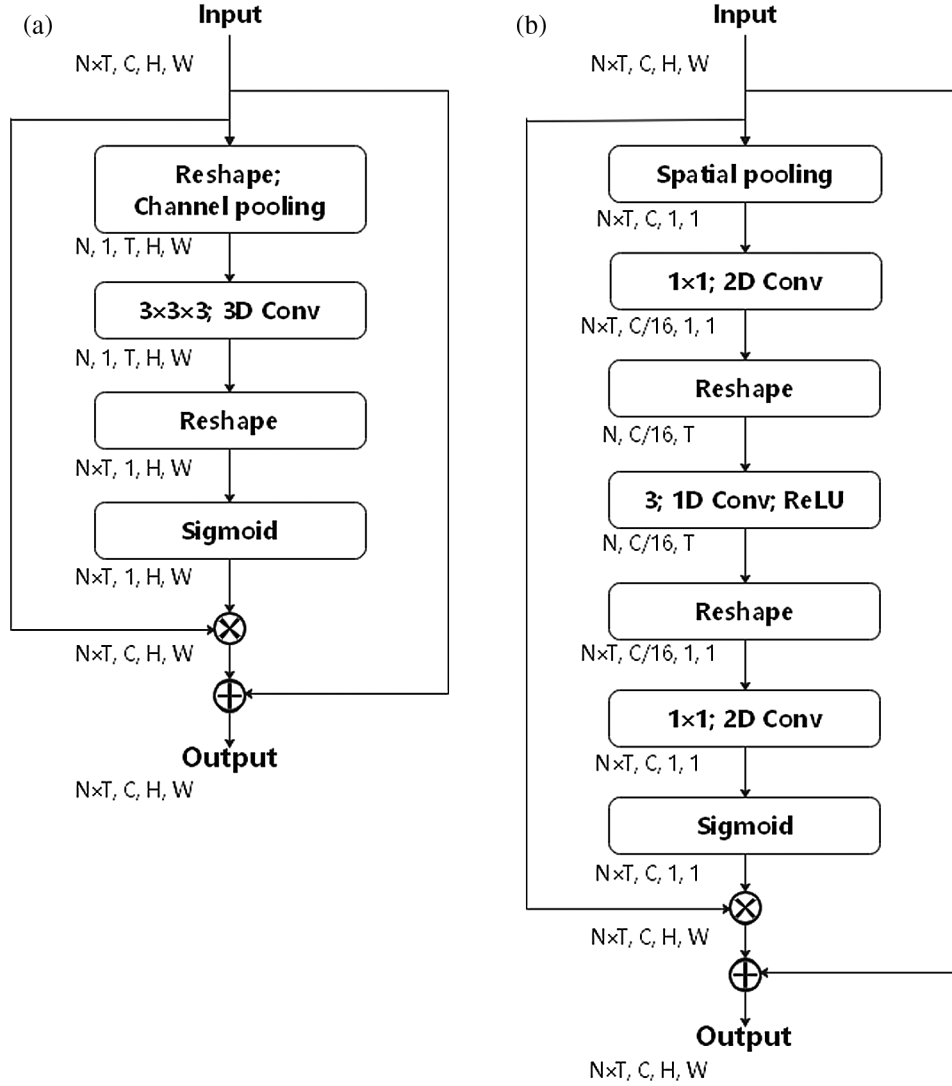 (a)
Input
N×T, C, H, W
Reshape;
Channel pooling
N, 1, T, H, W
3×3×3; 3D Conv
N, 1, T, H, W
Reshape
N×T, 1, H, W
Sigmoid
N×T, 1, H, W
N×T, C, H, W
Output
N×T, C, H, W
(b)
Input
N×T, C, H, W
Spatial pooling
N×T, C, 1, 1
1×1; 2D Conv
N×T, C/16, 1, 1
Reshape
N, C/16, T
3; 1D Conv; ReLU
N, C/16, T
Reshape
N×T, C/16, 1, 1
1×1; 2D Conv
N×T, C, 1, 1
Sigmoid
N×T, C, 1, 1
N×T, C, H, W
Output
N×T, C, H, W